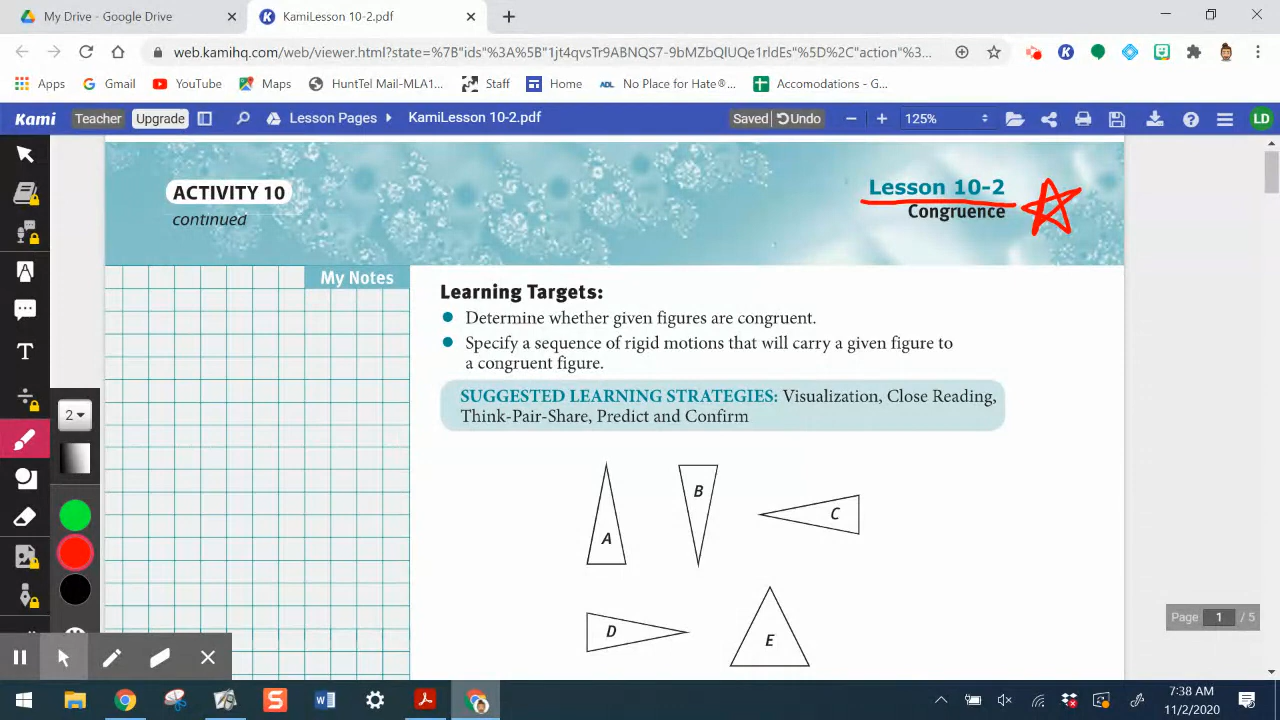 My Drive - Google Drive
KamiLesson 10-2.pdf
web.kamihq.com/web/viewer.html?state=%7B"ids"%3A%5B"1jt4qvsTr9ABNQS7-9bMZbQlUQe1rldEs"%5D%2C"action"%3...
Apps
Gmail
YouTube
Maps
HuntTel Mail-MLA1...
Staff
Home
ADL
No Place for Hate®...
Accomodations - G...
Kami
Teacher
Upgrade
Lesson Pages
KamiLesson 10-2.pdf
Saved
Undo
125%
LD
ACTIVITY 10
continued
Lesson 10-2
Congruence
My Notes
Learning Targets:
Determine whether given figures are congruent.
Specify a sequence of rigid motions that will carry a given figure to
a congruent figure.
SUGGESTED LEARNING STRATEGIES: Visualization, Close Reading,
Think-Pair-Share, Predict and Confirm
2
A
B
C
D
E
Page 1 / 5
7:38 AM
11/2/2020